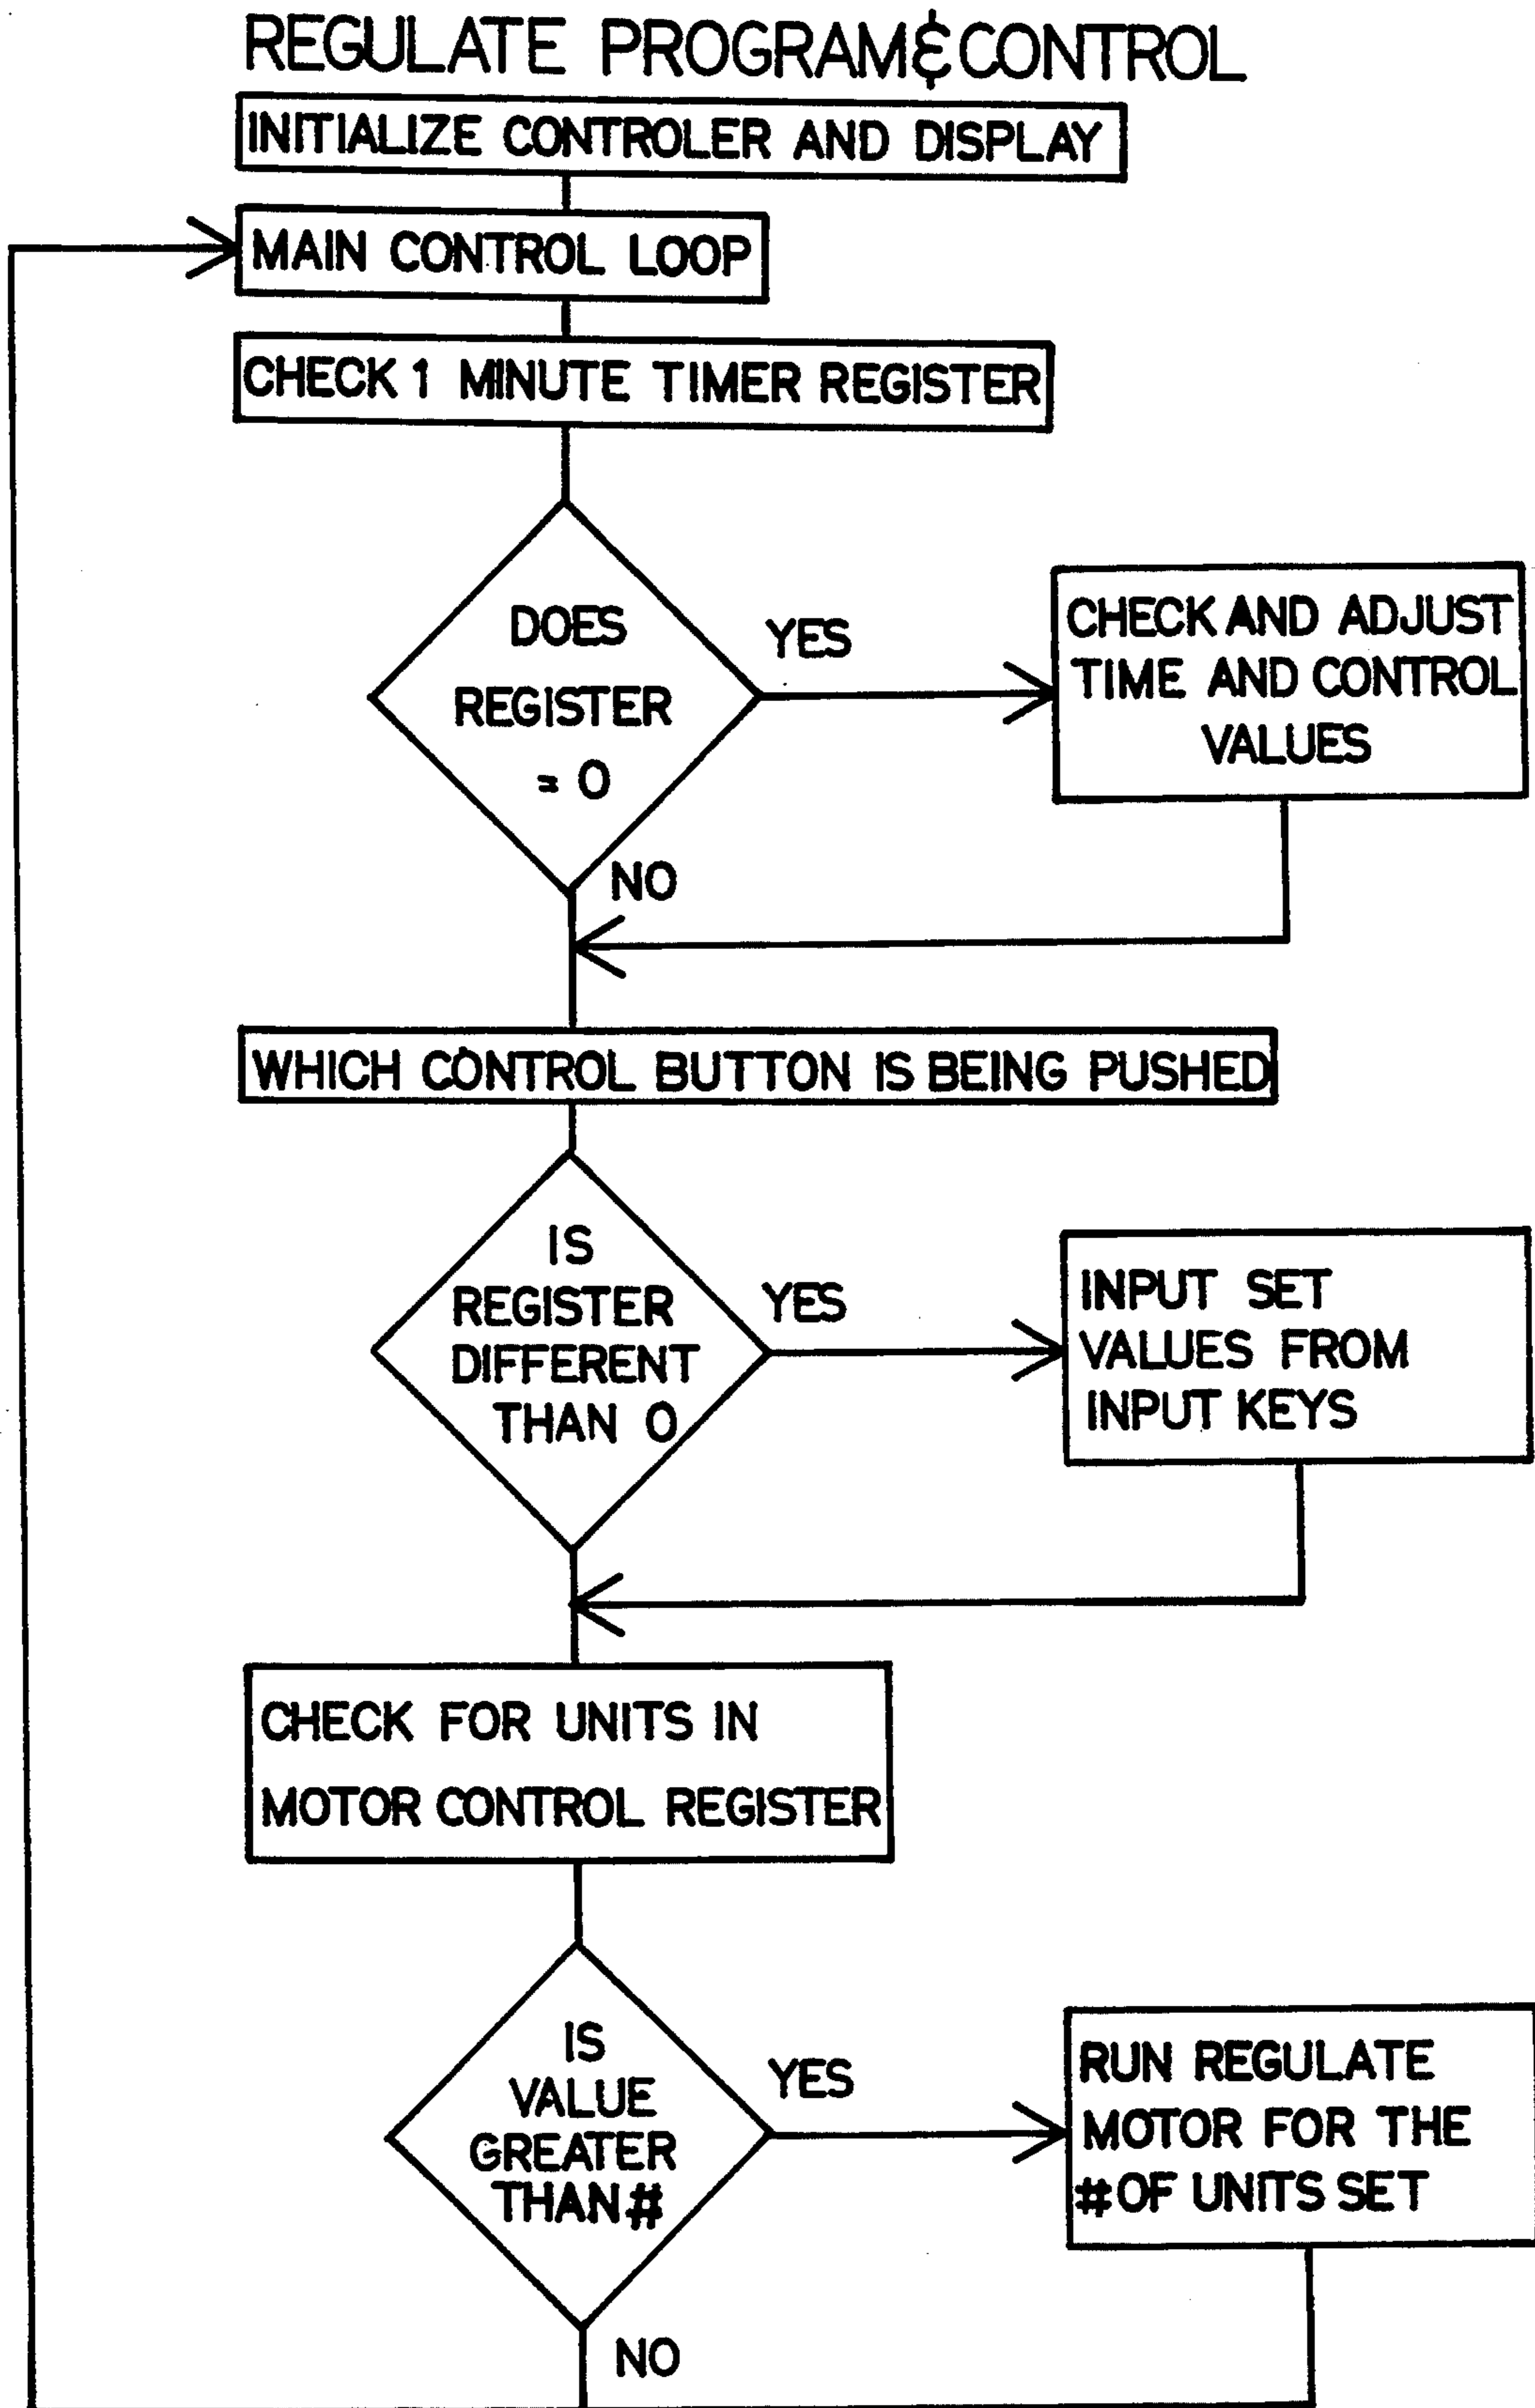 REGULATE PROGRAM & CONTROL
INITIALIZE CONTROLER AND DISPLAY
MAIN CONTROL LOOP
CHECK 1 MINUTE TIMER REGISTER
DOES
REGISTER
= 0
YES
CHECK AND ADJUST
TIME AND CONTROL
VALUES
NO
WHICH CONTROL BUTTON IS BEING PUSHED
IS
REGISTER
DIFFERENT
THAN 0
YES
INPUT SET
VALUES FROM
INPUT KEYS
CHECK FOR UNITS IN
MOTOR CONTROL REGISTER
IS
VALUE
GREATER
THAN #
YES
RUN REGULATE
MOTOR FOR THE
# OF UNITS SET
NO